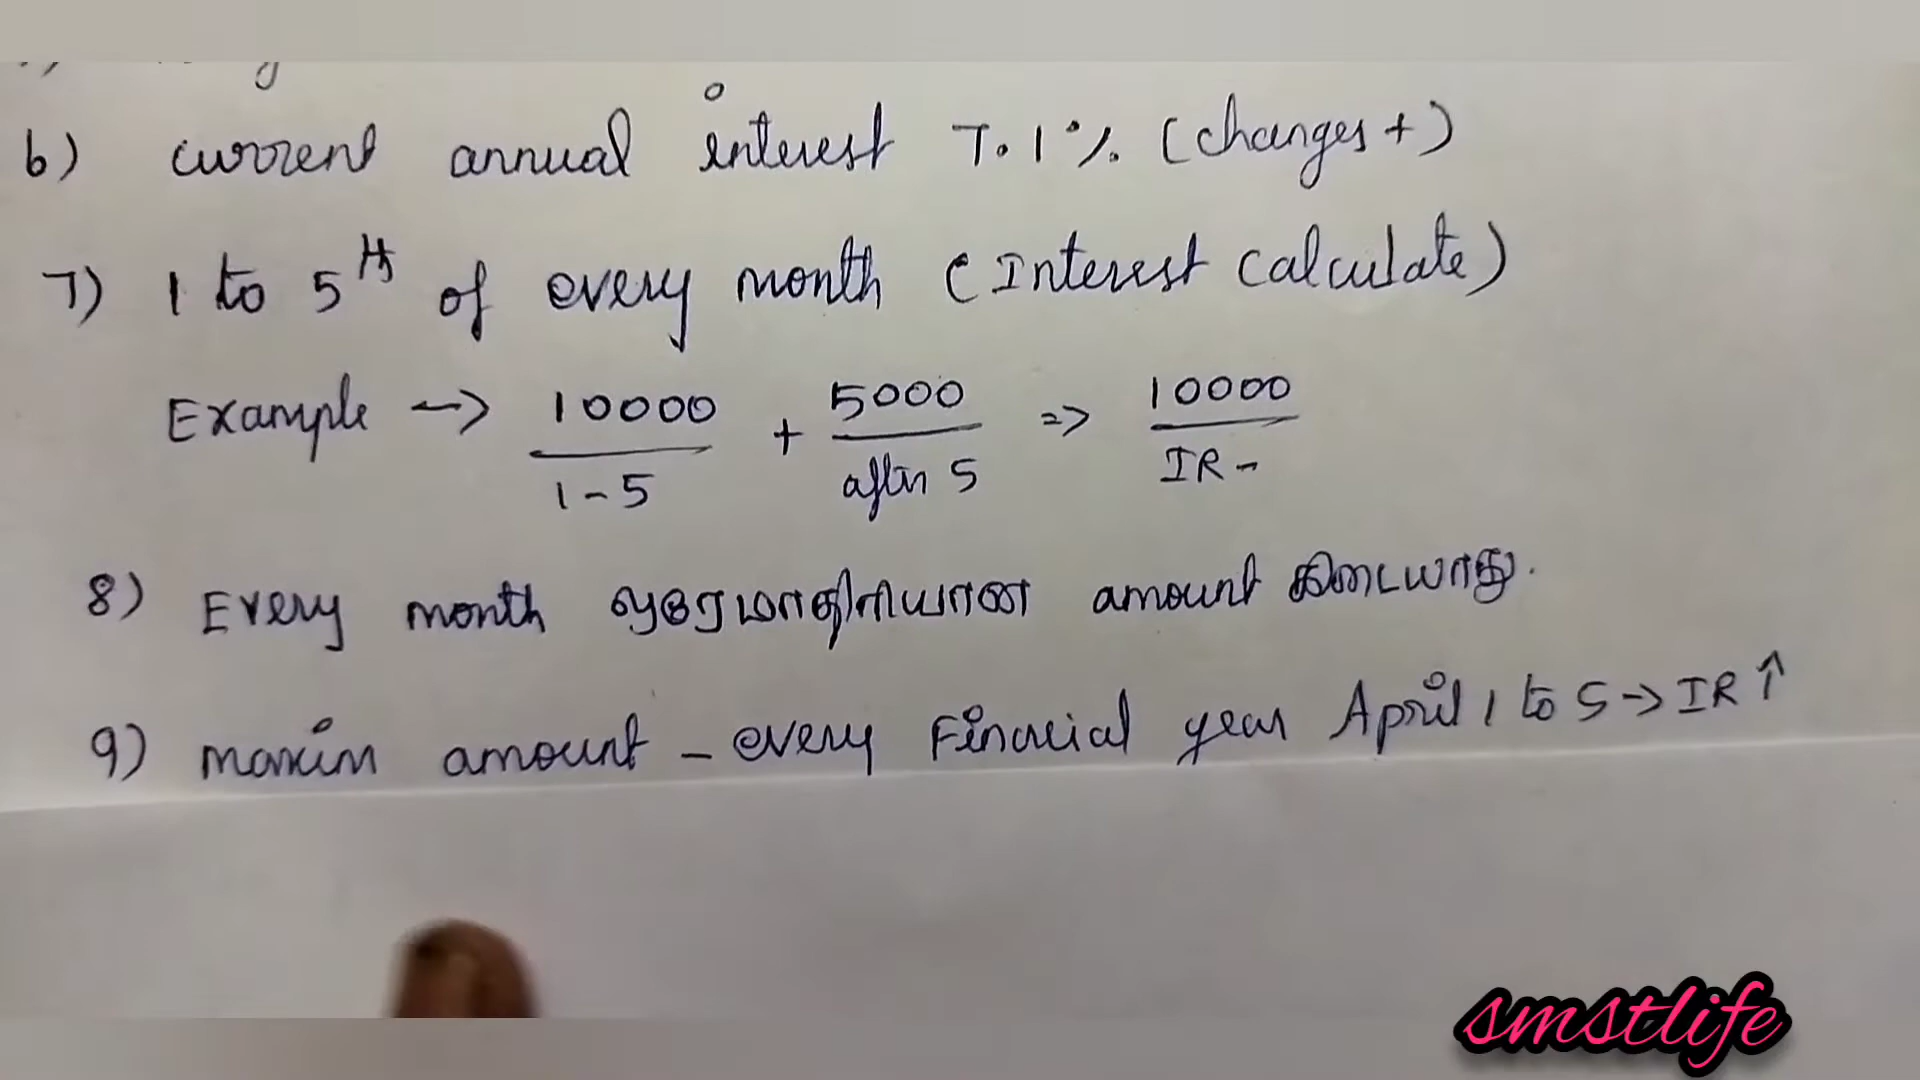 6) current annual interest 7.1% (changes +)
7) 1 to 5th of every month (Interest calculate)
Example -> 10000/1-5 + 5000/after 5 => 10000/IR -
8) Every month ஒரேமாதிரியான amount கிடையாது.
9) maxim amount - every Finacial year April 1 to 5 -> IR ↑
smstlife